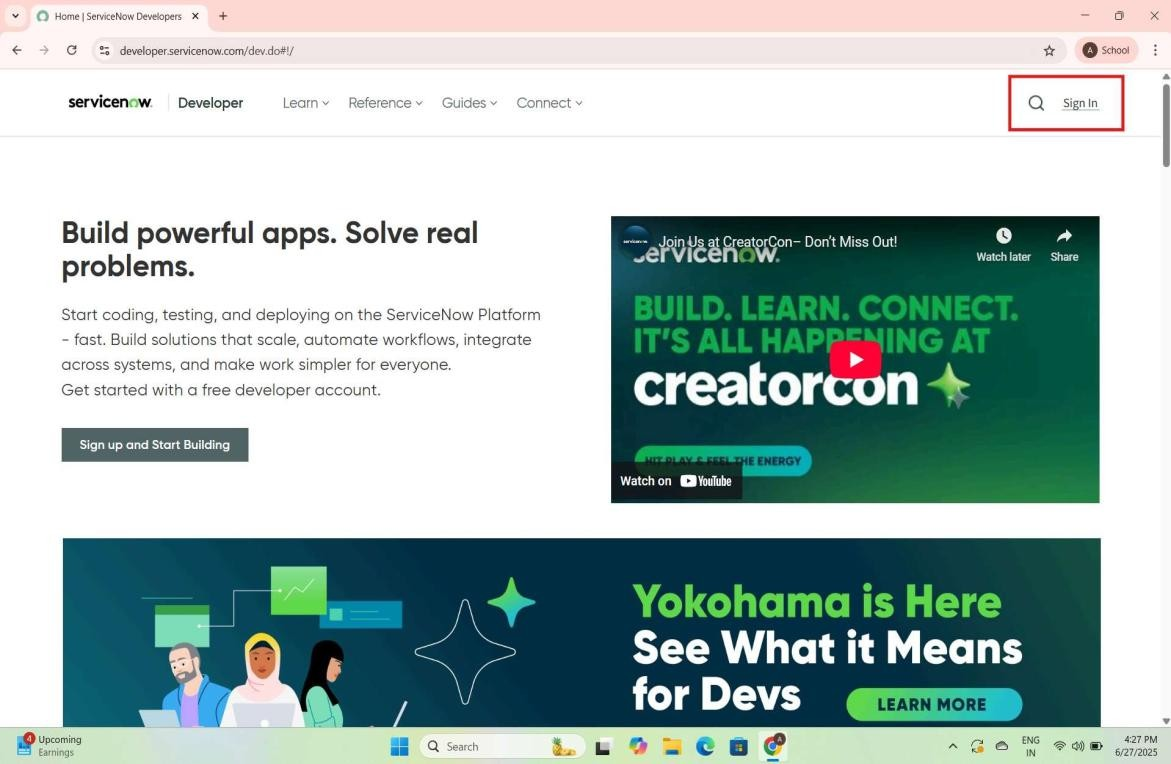 Home | ServiceNow Developers
developer.servicenow.com/dev.do#!/
A School
servicenow. Developer Learn Reference Guides Connect Sign In
Build powerful apps. Solve real
problems.
Start coding, testing, and deploying on the ServiceNow Platform
- fast. Build solutions that scale, automate workflows, integrate
across systems, and make work simpler for everyone.
Get started with a free developer account.
Sign up and Start Building
servicenow
Join Us at CreatorCon– Don't Miss Out!
Watch later
Share
servicenow.
BUILD. LEARN. CONNECT.
IT'S ALL HAPPENING AT
creatorcon
HIT PLAY & FEEL THE ENERGY
Watch on YouTube
Yokohama is Here
See What it Means
for Devs
LEARN MORE
4
Upcoming
Earnings
Search
A
ENG
IN
4:27 PM
6/27/2025